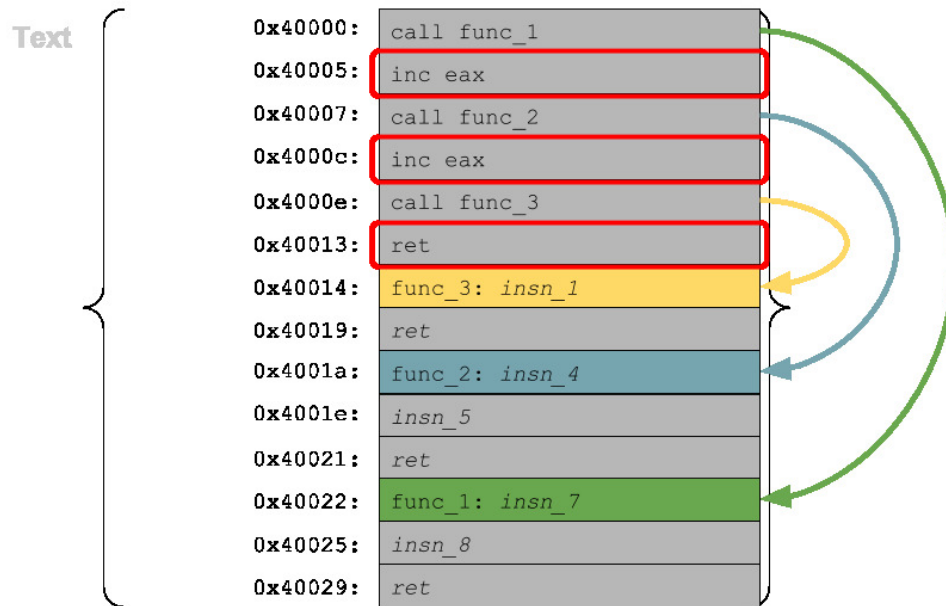 Text
0x40000: call func_1
0x40005: inc eax
0x40007: call func_2
0x4000c: inc eax
0x4000e: call func_3
0x40013: ret
0x40014: func_3: insn_1
0x40019: ret
0x4001a: func_2: insn_4
0x4001e: insn_5
0x40021: ret
0x40022: func_1: insn_7
0x40025: insn_8
0x40029: ret